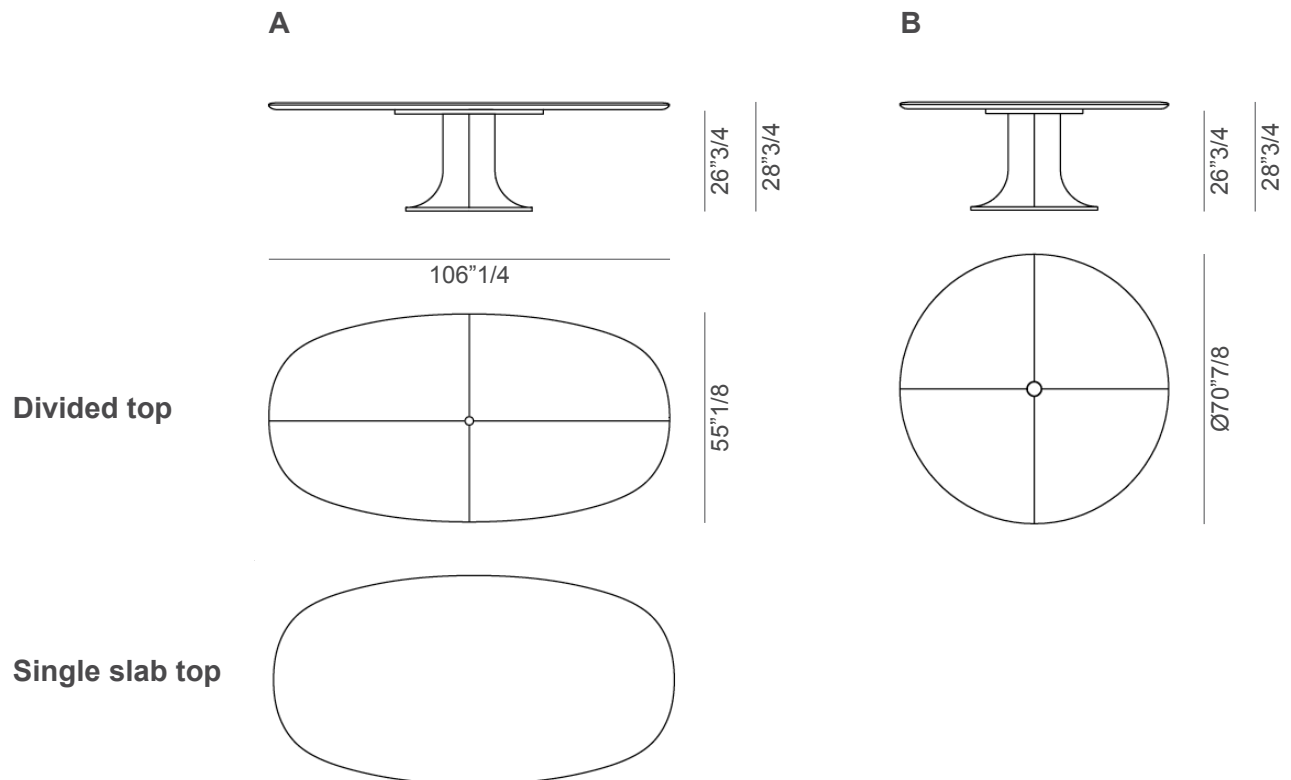 A
B
26”3/4
28”3/4
26”3/4
28”3/4
106”1/4
Divided top
55”1/8
Ø70”7/8
Single slab top